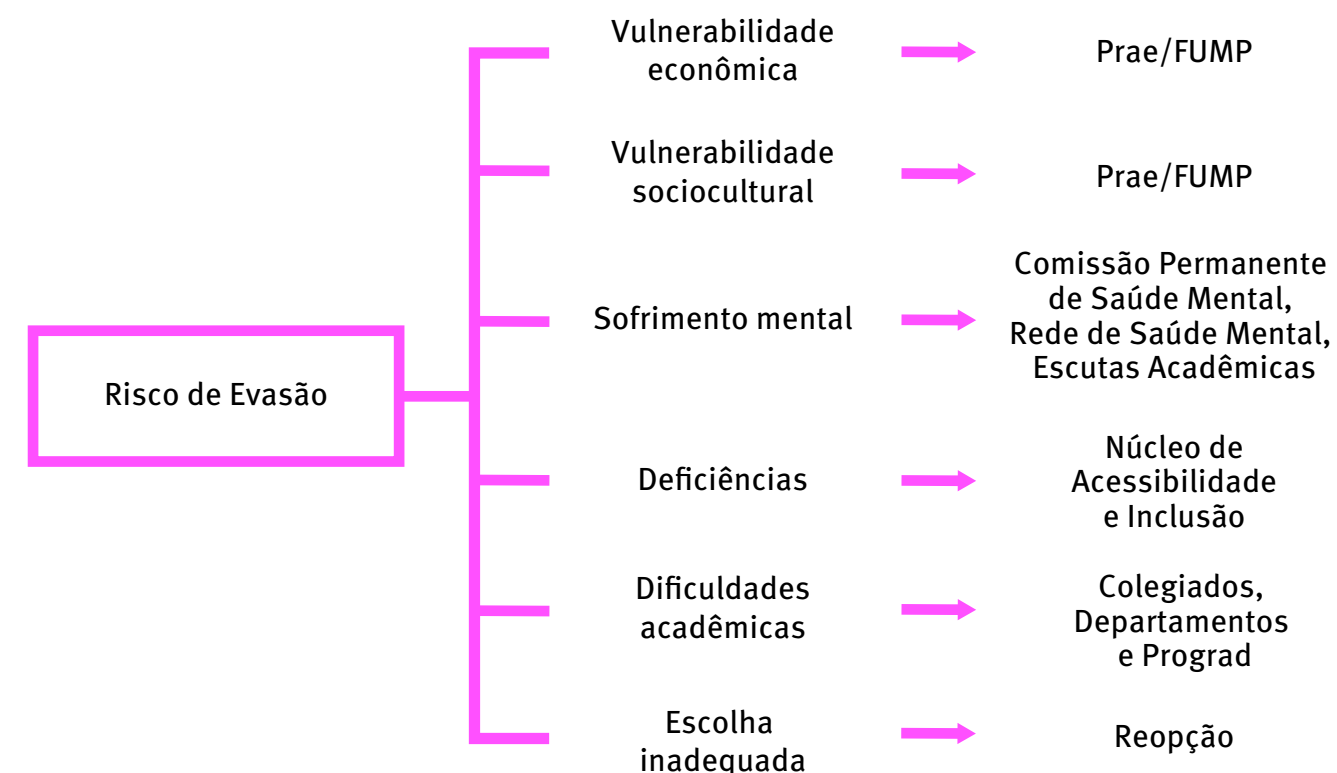 Vulnerabilidade
econômica
Prae/FUMP
Vulnerabilidade
sociocultural
Prae/FUMP
Sofrimento mental
Comissão Permanente
de Saúde Mental,
Rede de Saúde Mental,
Escutas Acadêmicas
Risco de Evasão
Deficiências
Núcleo de
Acessibilidade
e Inclusão
Dificuldades
acadêmicas
Colegiados,
Departamentos
e Prograd
Escolha
inadequada
Reopção